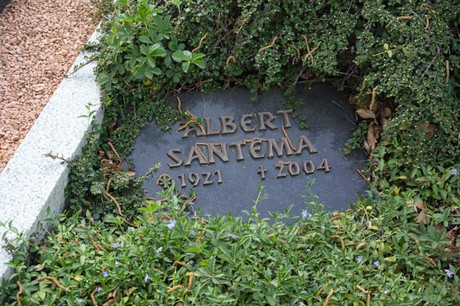 ALBERT
SANTEMA
✻ 1921 ✝ 2004